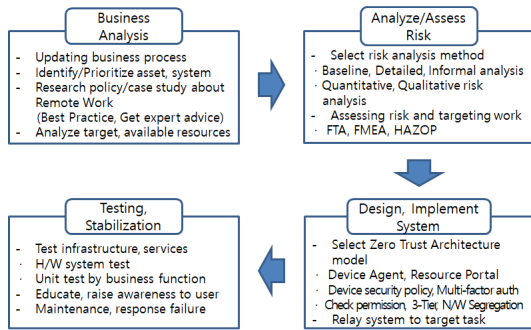 Business
Analysis
- Updating business process
- Identify/Prioritize asset, system
- Research policy/case study about
Remote Work
(Best Practice, Get expert advice)
- Analyze target, available resources
Analyze/Assess
Risk
- Select risk analysis method
· Baseline, Detailed, Informal analysis
· Quantitative, Qualitative risk
analysis
- Assessing risk and targeting work
· FTA, FMEA, HAZOP
Design, Implement
System
- Select Zero Trust Architecture
model
· Device Agent, Resource Portal
· Device security policy, Multi-factor auth
· Check permission, 3-Tier, N/W Segregation
- Relay system to target task
Testing,
Stabilization
- Test infrastructure, services
· H/W system test
· Unit test by business function
- Educate, raise awareness to user
- Maintenance, response failure